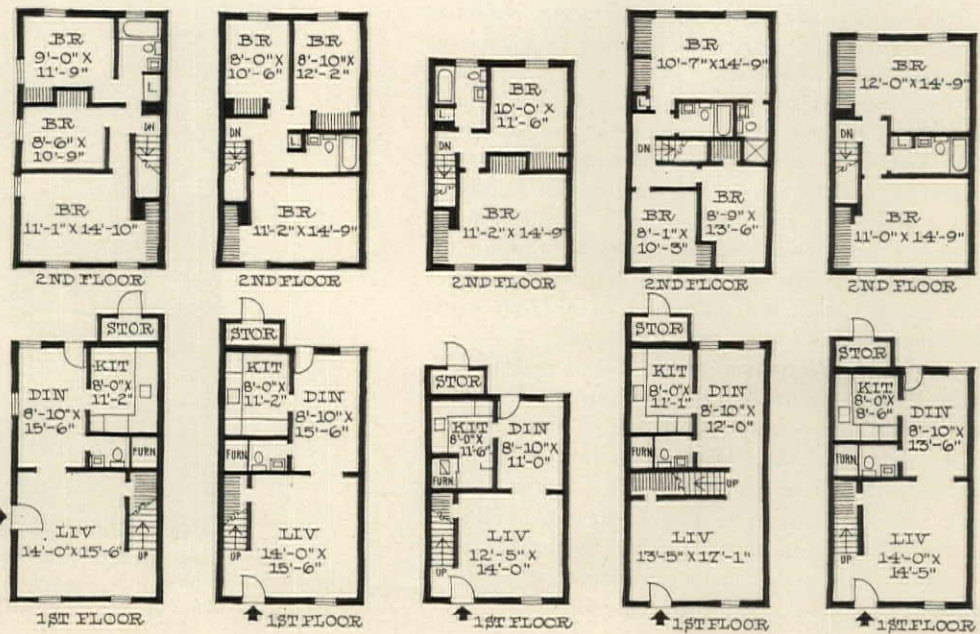 BR
9'-0" X
11'-9"
L
BR
8'-6" X
10'-9"
DN
BR
11'-1" X 14'-10"
2ND FLOOR
BR
8'-0" X
10'-6"
BR
8'-10" X
12'-2"
DN
L
BR
11'-2" X 14'-9"
2ND FLOOR
L
BR
10'-0" X
11'-6"
DN
BR
11'-2" X 14'-9"
2ND FLOOR
BR
10'-7" X 14'-9"
L
DN
BR
8'-1" X
10'-3"
BR
8'-9" X
13'-6"
2ND FLOOR
BR
12'-0" X 14'-9"
DN
L
BR
11'-0" X 14'-9"
2ND FLOOR
STOR
KIT
8'-0" X
11'-2"
DIN
8'-10" X
15'-6"
FURN
LIV
14'-0" X 15'-6"
UP
1ST FLOOR
STOR
KIT
8'-0" X
11'-2"
DIN
8'-10" X
15'-6"
FURN
UP
LIV
14'-0" X
15'-6"
1ST FLOOR
STOR
KIT
8'-0" X
11'-6"
DIN
8'-10" X
11'-0"
FURN
UP
LIV
12'-5" X
14'-0"
1ST FLOOR
STOR
KIT
8'-0" X
11'-1"
DIN
8'-10" X
12'-0"
FURN
UP
LIV
13'-5" X 17'-1"
1ST FLOOR
STOR
KIT
8'-0" X
8'-6"
DIN
8'-10" X
13'-6"
FURN
UP
LIV
14'-0" X
14'-5"
1ST FLOOR